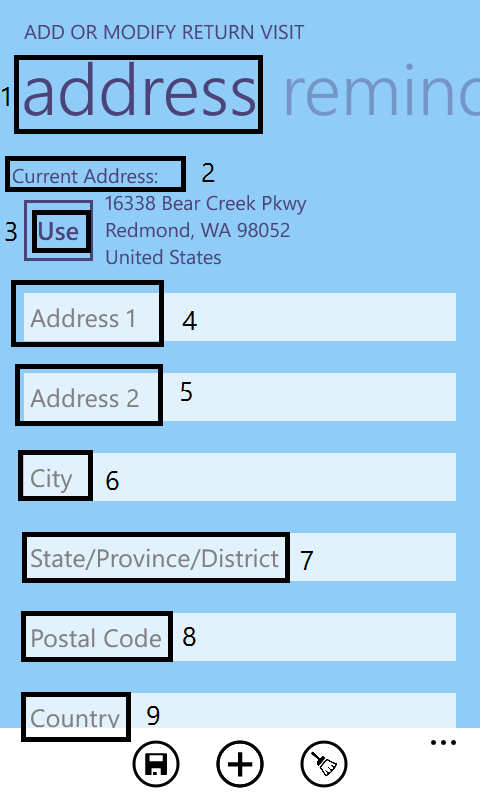 ADD OR MODIFY RETURN VISIT
1 address remind
Current Address: 2
3 Use
16338 Bear Creek Pkwy
Redmond, WA 98052
United States
Address 1 4
Address 2 5
City 6
State/Province/District 7
Postal Code 8
Country 9